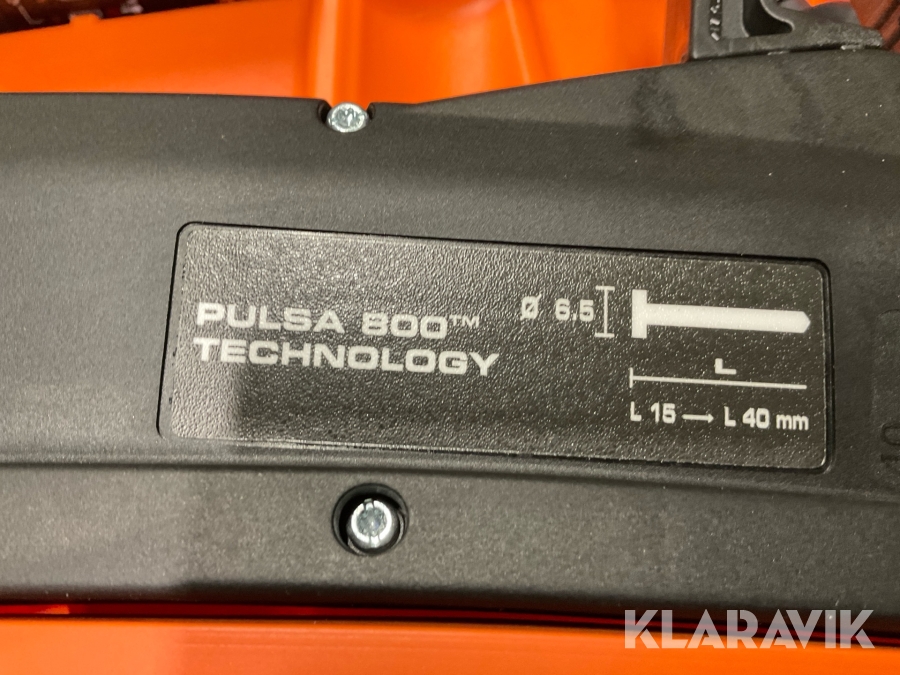 PULSA 800™
TECHNOLOGY
Ø 6.5
L
L 15 → L 40 mm
KLARAVIK